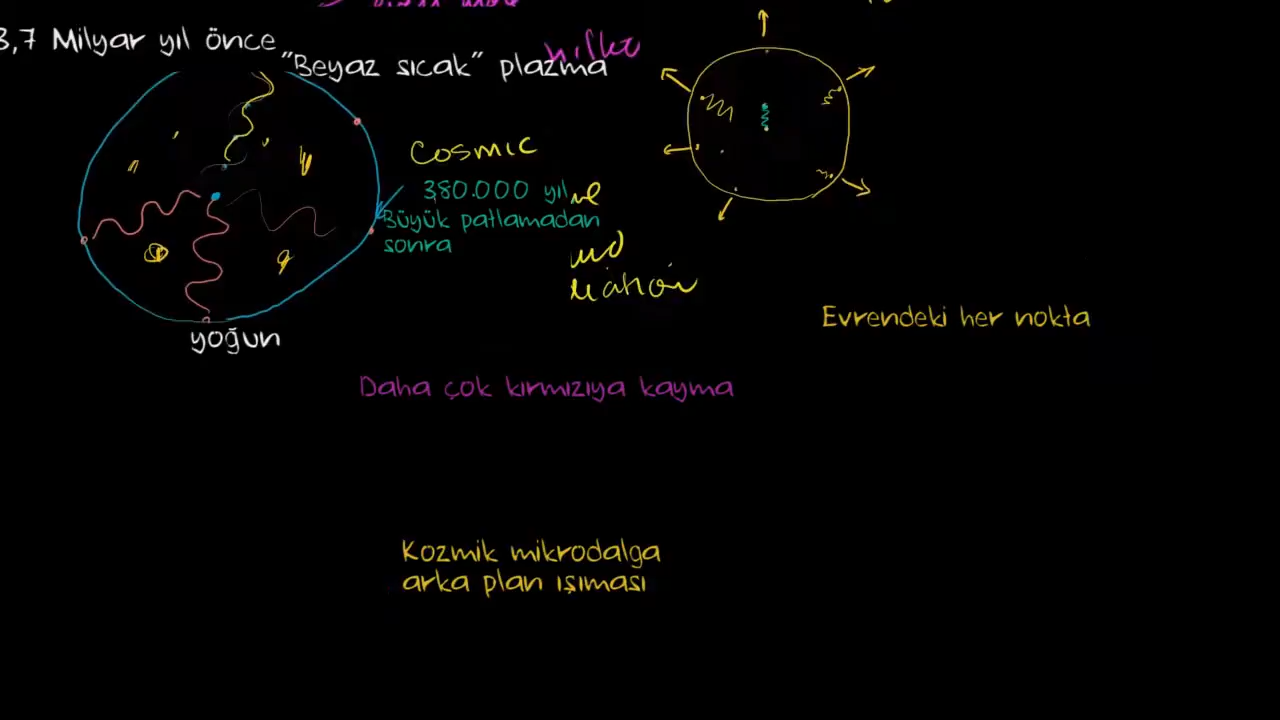 3,7 Milyar yıl önce
"Beyaz sıcak" plazma
Cosmic
380.000 yıl
Büyük patlamadan
sonra
yoğun
Evrendeki her nokta
Daha çok kırmızıya kayma
Kozmik mikrodalga
arka plan ışıması